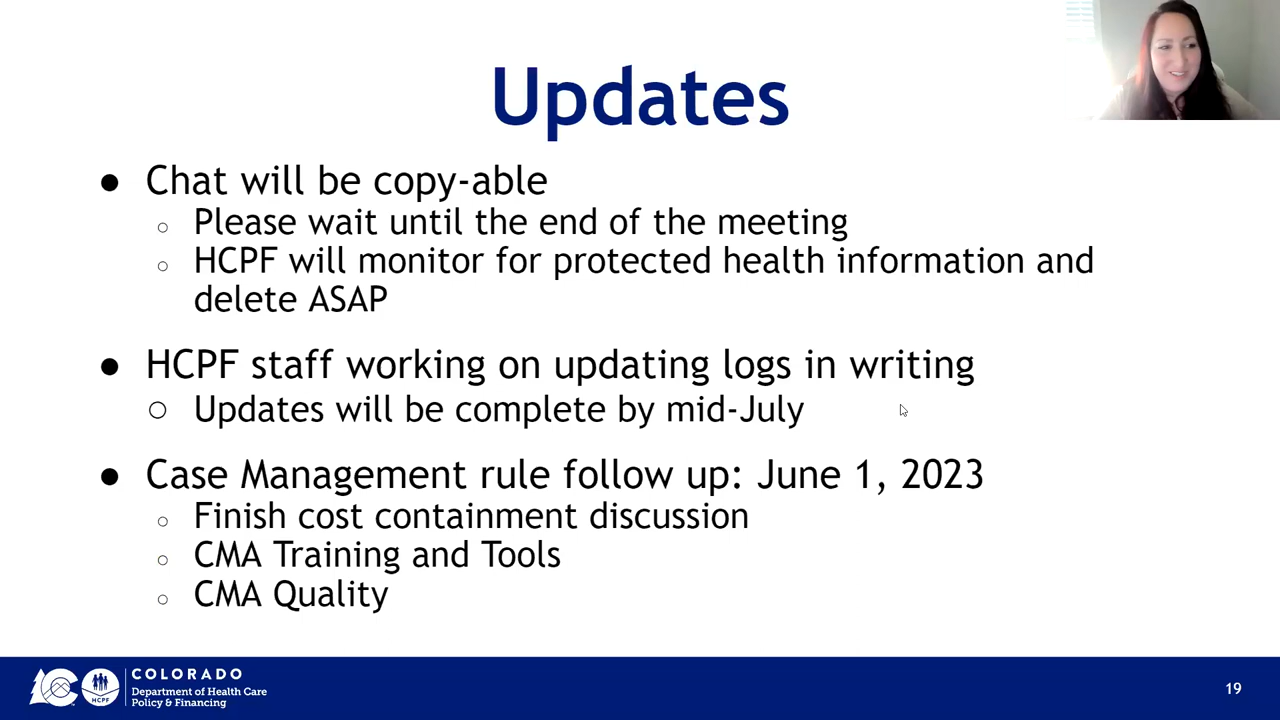 Updates
● Chat will be copy-able
○ Please wait until the end of the meeting
○ HCPF will monitor for protected health information and
delete ASAP
● HCPF staff working on updating logs in writing
○ Updates will be complete by mid-July
● Case Management rule follow up: June 1, 2023
○ Finish cost containment discussion
○ CMA Training and Tools
○ CMA Quality
HCPF
COLORADO
Department of Health Care
Policy & Financing
19